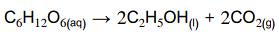 C₆H₁₂O₆₍aq₎ → 2C₂H₅OH₍l₎ + 2CO₂₍g₎